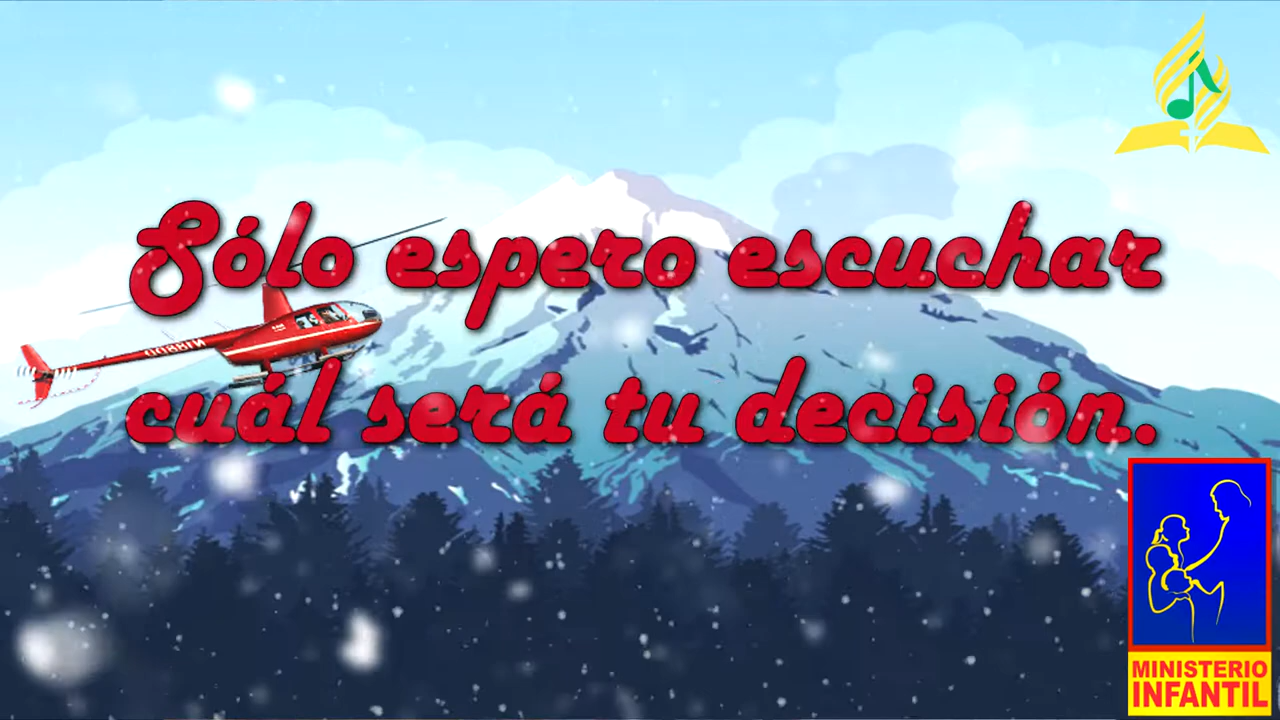 Sólo espero escuchar
cuál será tu decisión.
MINISTERIO
INFANTIL